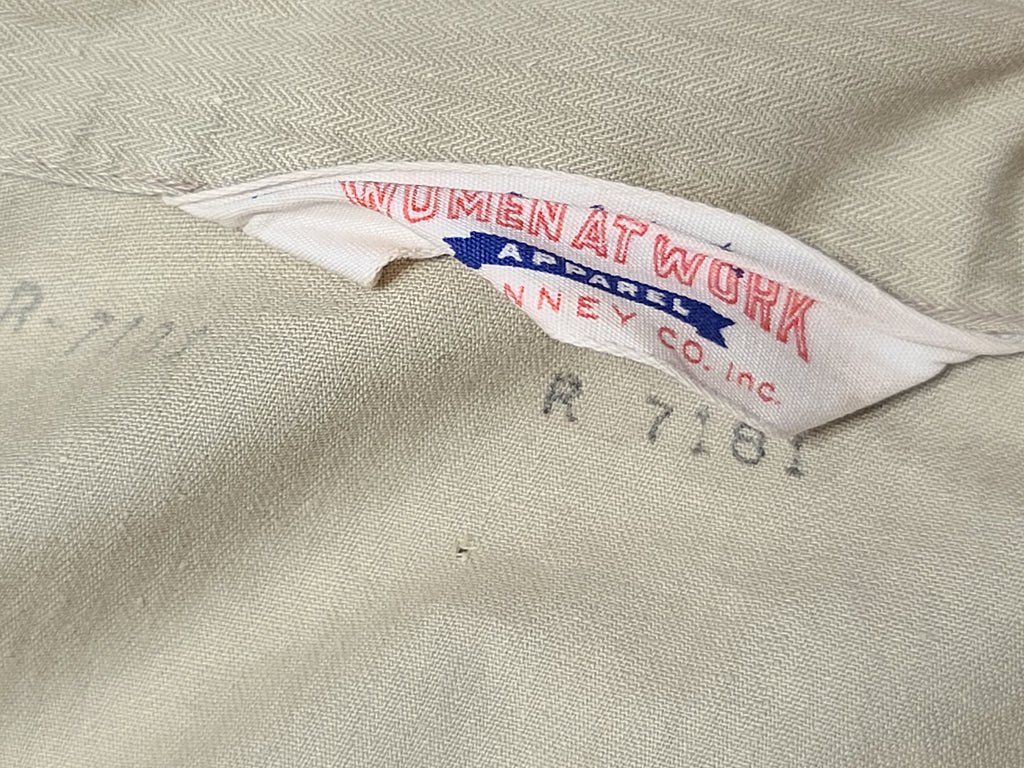 WOMEN AT WORK
APPAREL
NNEY CO. Inc.
R 7181